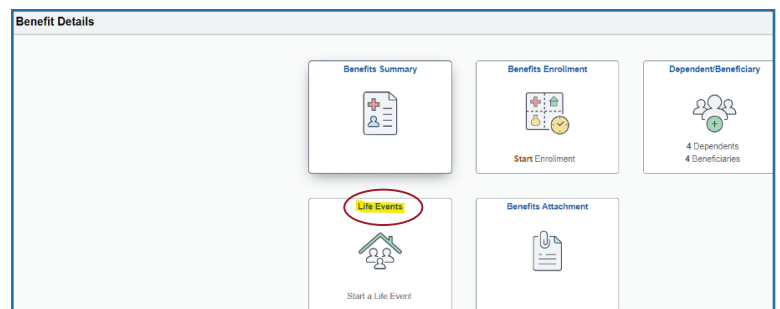 Benefit Details
Benefits Summary
Benefits Enrollment
Start Enrollment
Dependent/Beneficiary
4 Dependents
4 Beneficiaries
Life Events
Start a Life Event
Benefits Attachment